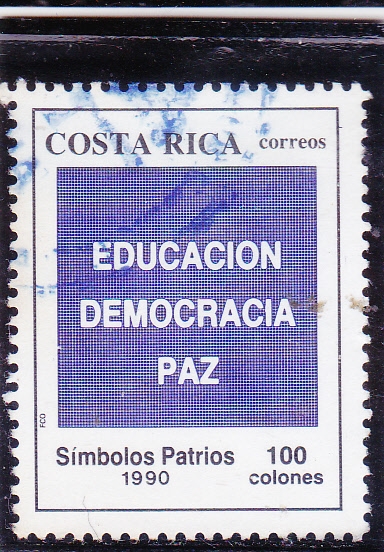 COSTA RICA correos
EDUCACION
DEMOCRACIA
PAZ
FCO
Símbolos Patrios 100
1990 colones